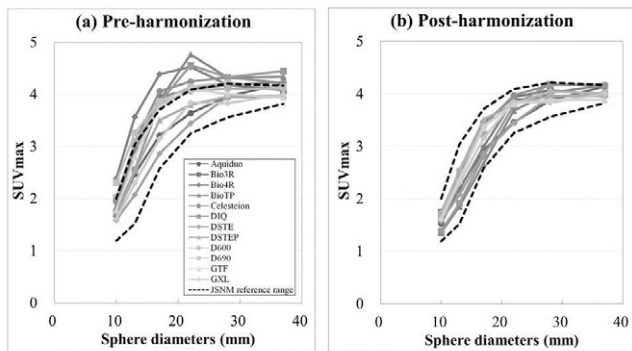 (a) Pre-harmonization
(b) Post-harmonization
SUVmax
5
4
3
2
1
0
0
10
20
30
40
Sphere diameters (mm)
Aquiduo
Bio3R
Bio4R
BioTP
Celesteion
DIQ
DSTE
DSTEP
D600
D690
GTF
GXL
JSNM reference range
SUVmax
5
4
3
2
1
0
0
10
20
30
40
Sphere diameters (mm)